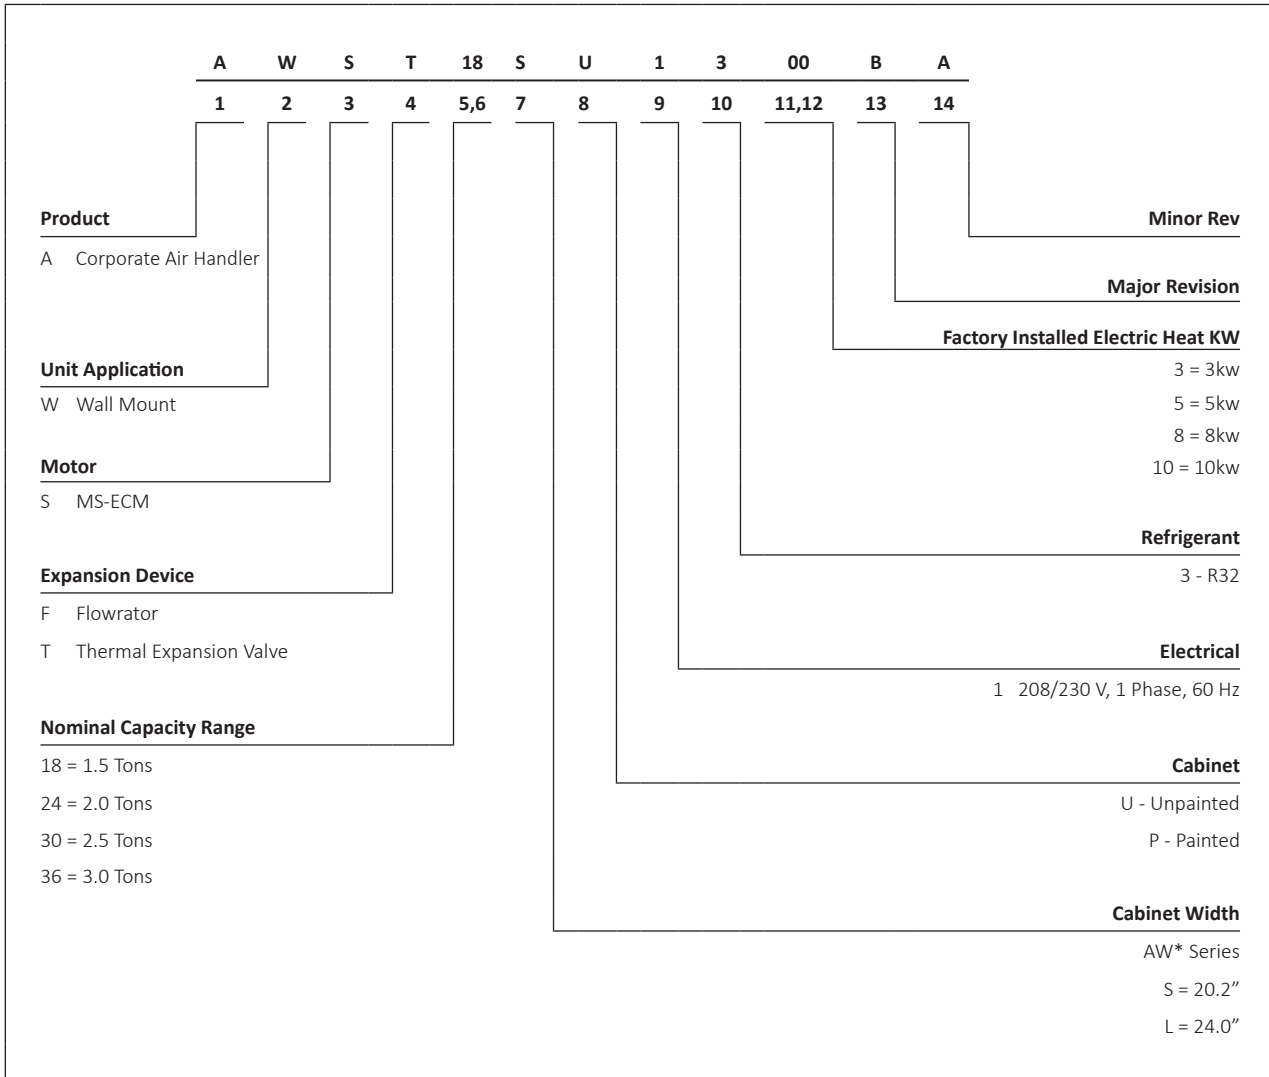 A W S T 18 S U 1 3 00 B A
1 2 3 4 5,6 7 8 9 10 11,12 13 14
Product
A Corporate Air Handler
Unit Application
W Wall Mount
Motor
S MS-ECM
Expansion Device
F Flowrator
T Thermal Expansion Valve
Nominal Capacity Range
18 = 1.5 Tons
24 = 2.0 Tons
30 = 2.5 Tons
36 = 3.0 Tons
Minor Rev
Major Revision
Factory Installed Electric Heat KW
3 = 3kw
5 = 5kw
8 = 8kw
10 = 10kw
Refrigerant
3 - R32
Electrical
1 208/230 V, 1 Phase, 60 Hz
Cabinet
U - Unpainted
P - Painted
Cabinet Width
AW* Series
S = 20.2”
L = 24.0”